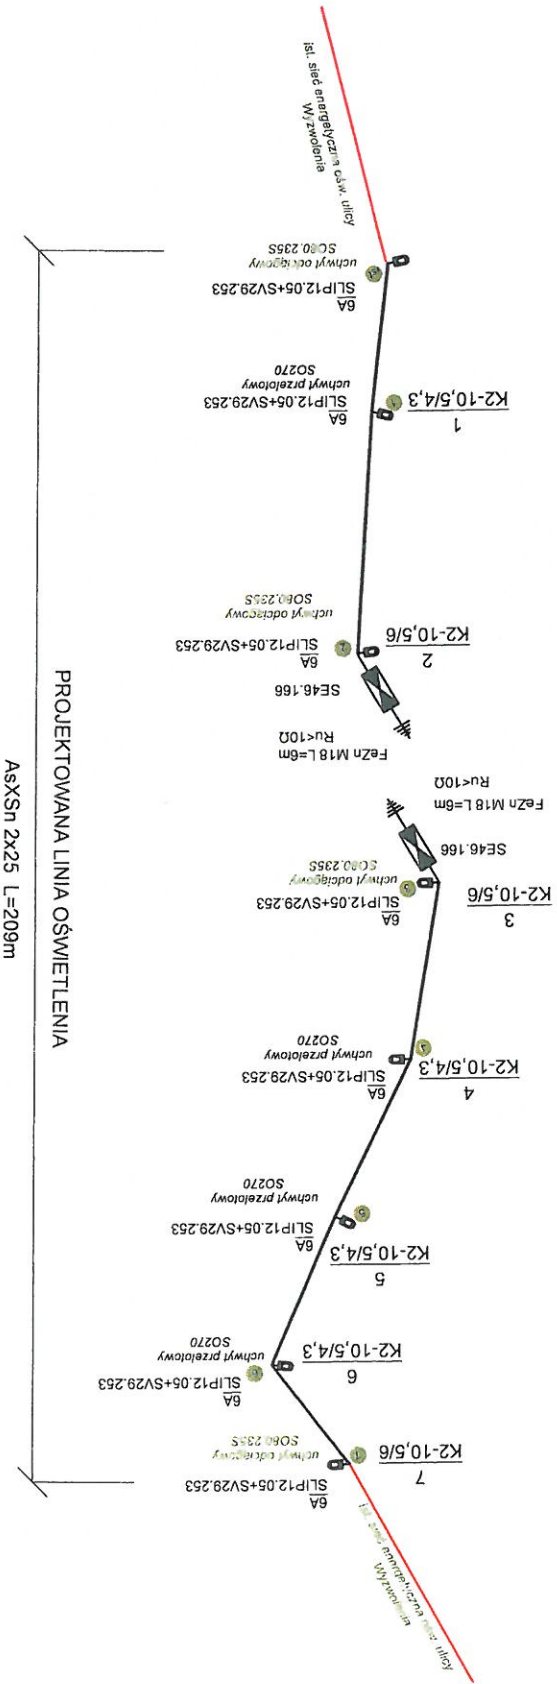 ist. sieć energetyczna ośw. ulicy
Wyzwolenia
6A
SLIP12.05+SV29.253
uchwyt odciągowy
SO80.235S
1
K2-10,5/4,3
6A
SLIP12.05+SV29.253
uchwyt przelotowy
SO270
2
K2-10,5/6
6A
SLIP12.05+SV29.253
uchwyt odciągowy
SO80.235S
SE46.166
FeZn M18 L=6m
Ru<10Ω
FeZn M18 L=6m
Ru<10Ω
SE46.166
3
K2-10,5/6
6A
SLIP12.05+SV29.253
uchwyt odciągowy
SO80.235S
4
K2-10,5/4,3
6A
SLIP12.05+SV29.253
uchwyt przelotowy
SO270
5
K2-10,5/4,3
6A
SLIP12.05+SV29.253
uchwyt przelotowy
SO270
6
K2-10,5/4,3
6A
SLIP12.05+SV29.253
uchwyt przelotowy
SO270
7
K2-10,5/6
6A
SLIP12.05+SV29.253
uchwyt odciągowy
SO80.235S
ist. sieć energetyczna ośw. ulicy
Wyzwolenia
PROJEKTOWANA LINIA OŚWIETLENIA
AsXSn 2x25 L=209m